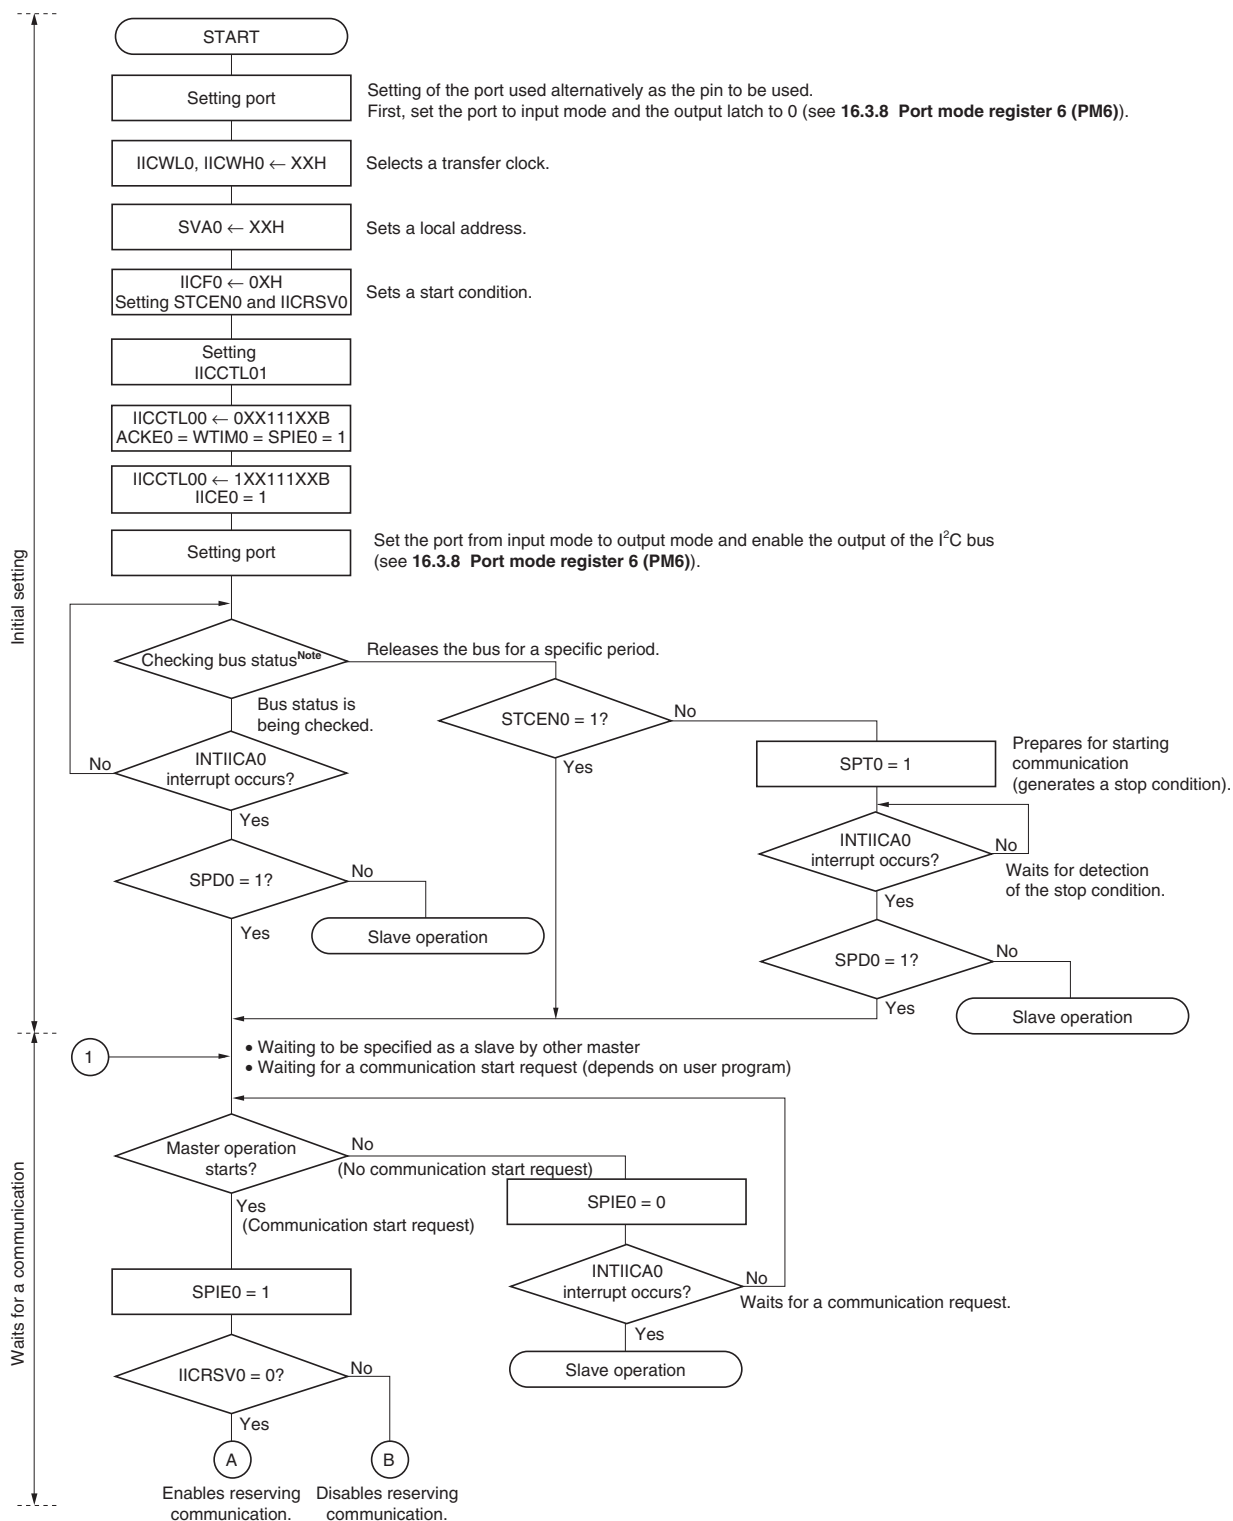 START
Setting port
Setting of the port used alternatively as the pin to be used.
First, set the port to input mode and the output latch to 0 (see 16.3.8 Port mode register 6 (PM6)).
IICWL0, IICWH0 ← XXH
Selects a transfer clock.
SVA0 ← XXH
Sets a local address.
IICF0 ← 0XH
Setting STCEN0 and IICRSV0
Sets a start condition.
Setting
IICCTL01
IICCTL00 ← 0XX111XXB
ACKE0 = WTIM0 = SPIE0 = 1
IICCTL00 ← 1XX111XXB
IICE0 = 1
Setting port
Set the port from input mode to output mode and enable the output of the I²C bus
(see 16.3.8 Port mode register 6 (PM6)).
Initial setting
Checking bus statusNote
Releases the bus for a specific period.
Bus status is
being checked.
STCEN0 = 1?
No
Yes
INTIICA0
interrupt occurs?
No
Yes
SPT0 = 1
Prepares for starting
communication
(generates a stop condition).
INTIICA0
interrupt occurs?
No
Waits for detection
of the stop condition.
Yes
SPD0 = 1?
No
Yes
Slave operation
SPD0 = 1?
No
Yes
Slave operation
1
• Waiting to be specified as a slave by other master
• Waiting for a communication start request (depends on user program)
Waits for a communication
Master operation
starts?
No
(No communication start request)
Yes
(Communication start request)
SPIE0 = 0
INTIICA0
interrupt occurs?
No
Waits for a communication request.
Yes
Slave operation
SPIE0 = 1
IICRSV0 = 0?
No
Yes
A
B
Enables reserving
communication.
Disables reserving
communication.